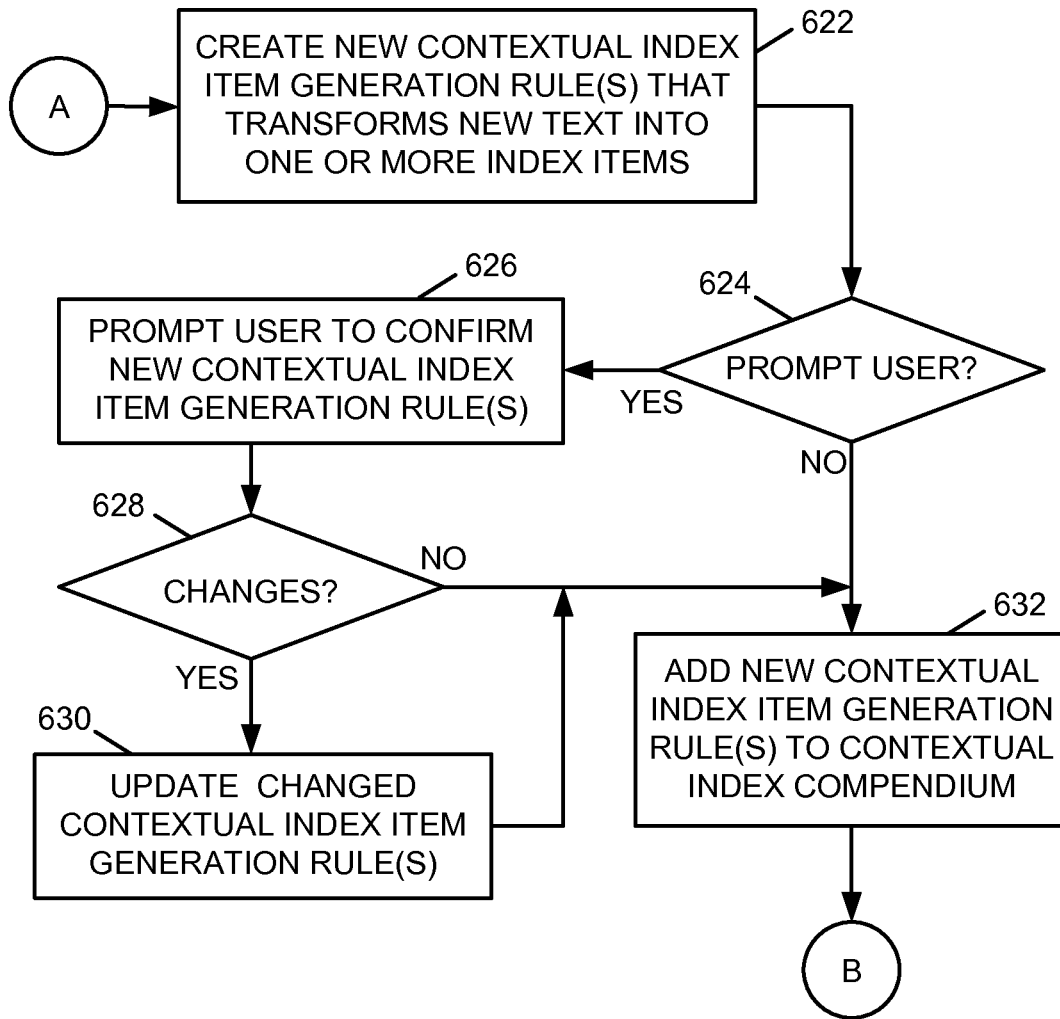 622
CREATE NEW CONTEXTUAL INDEX
ITEM GENERATION RULE(S) THAT
TRANSFORMS NEW TEXT INTO
ONE OR MORE INDEX ITEMS
A
626
624
PROMPT USER TO CONFIRM
NEW CONTEXTUAL INDEX
ITEM GENERATION RULE(S)
PROMPT USER?
YES
NO
628
CHANGES?
NO
YES
632
ADD NEW CONTEXTUAL
INDEX ITEM GENERATION
RULE(S) TO CONTEXTUAL
INDEX COMPENDIUM
630
UPDATE CHANGED
CONTEXTUAL INDEX ITEM
GENERATION RULE(S)
B